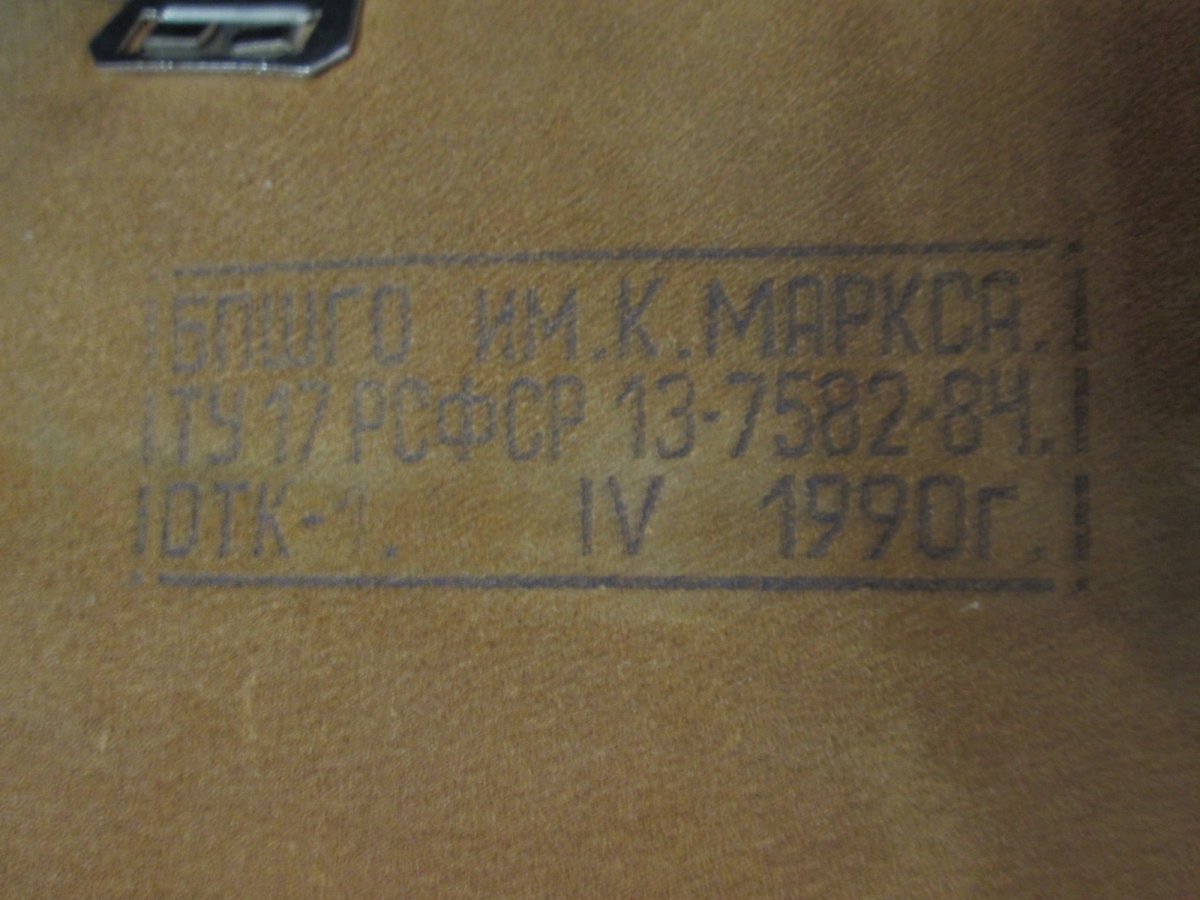 БПШГО ИМ.К.МАРКСА.
ТУ 17 РСФСР 13-7582-84.
ОТК-1. IV 1990г.